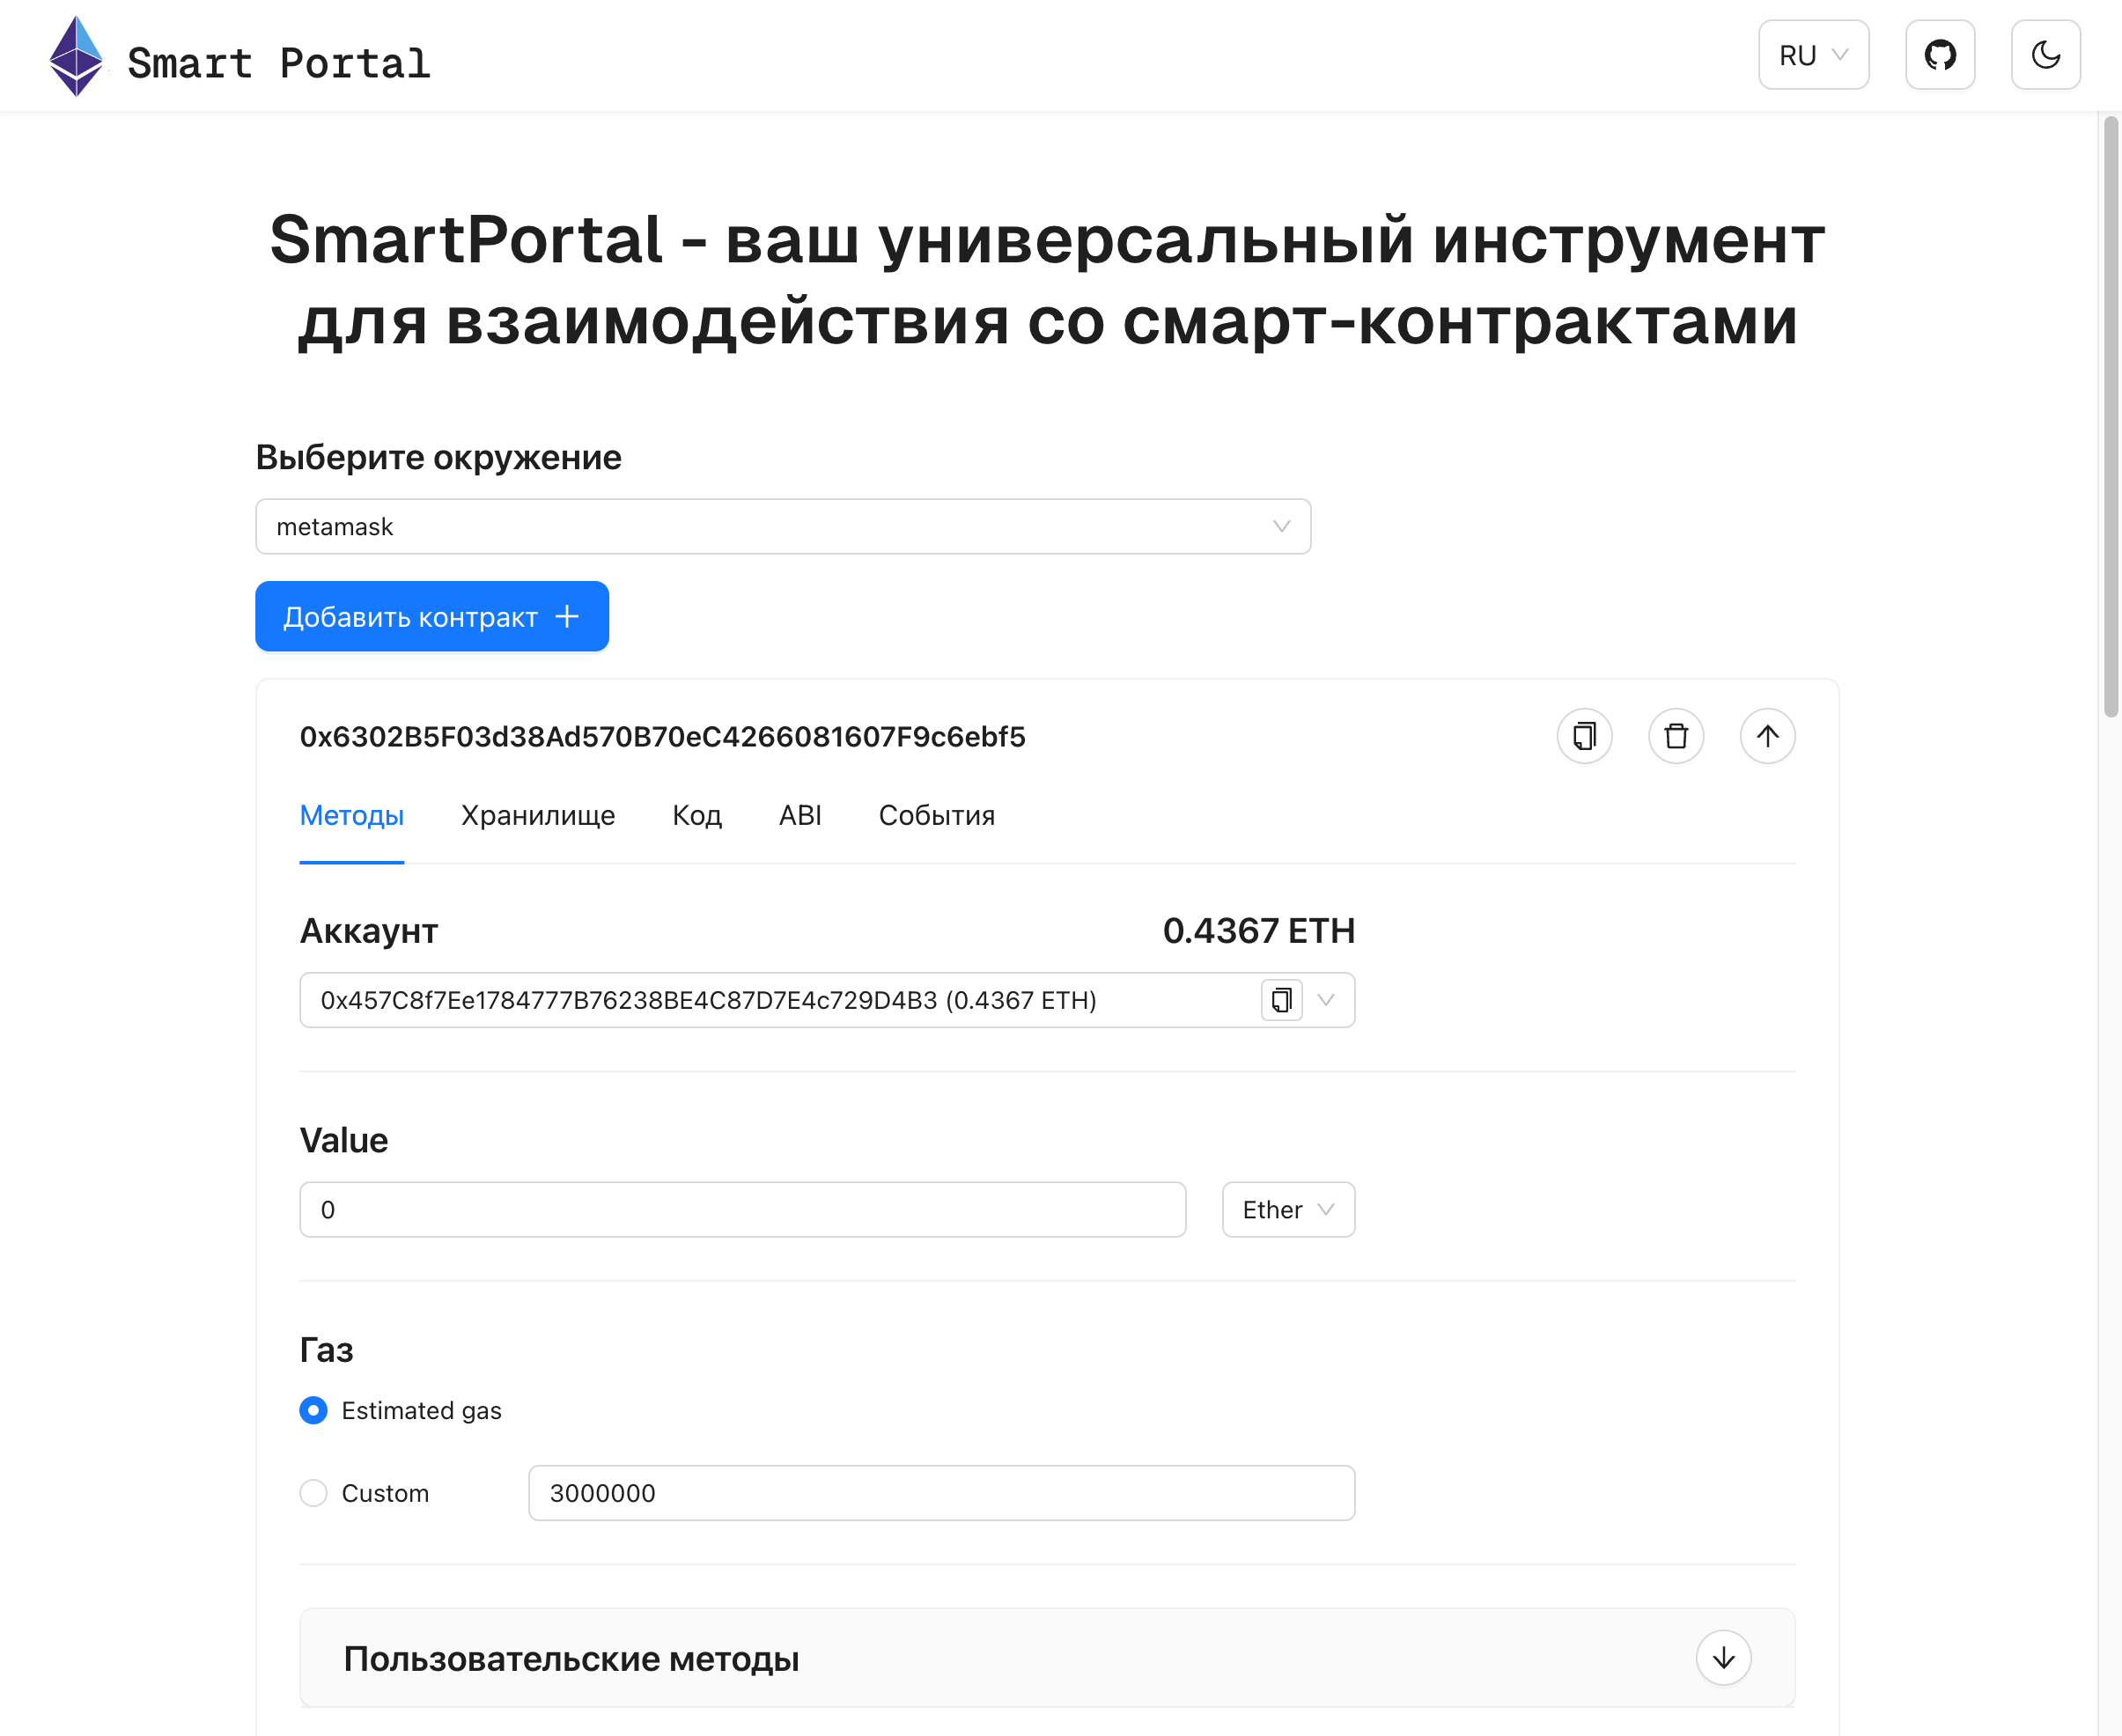 Smart Portal
RU
SmartPortal - ваш универсальный инструмент
для взаимодействия со смарт-контрактами
Выберите окружение
metamask
Добавить контракт
0x6302B5F03d38Ad570B70eC4266081607F9c6ebf5
Методы Хранилище Код ABI События
Аккаунт 0.4367 ETH
0x457C8f7Ee1784777B76238BE4C87D7E4c729D4B3 (0.4367 ETH)
Value
0 Ether
Газ
Estimated gas
Custom 3000000
Пользовательские методы